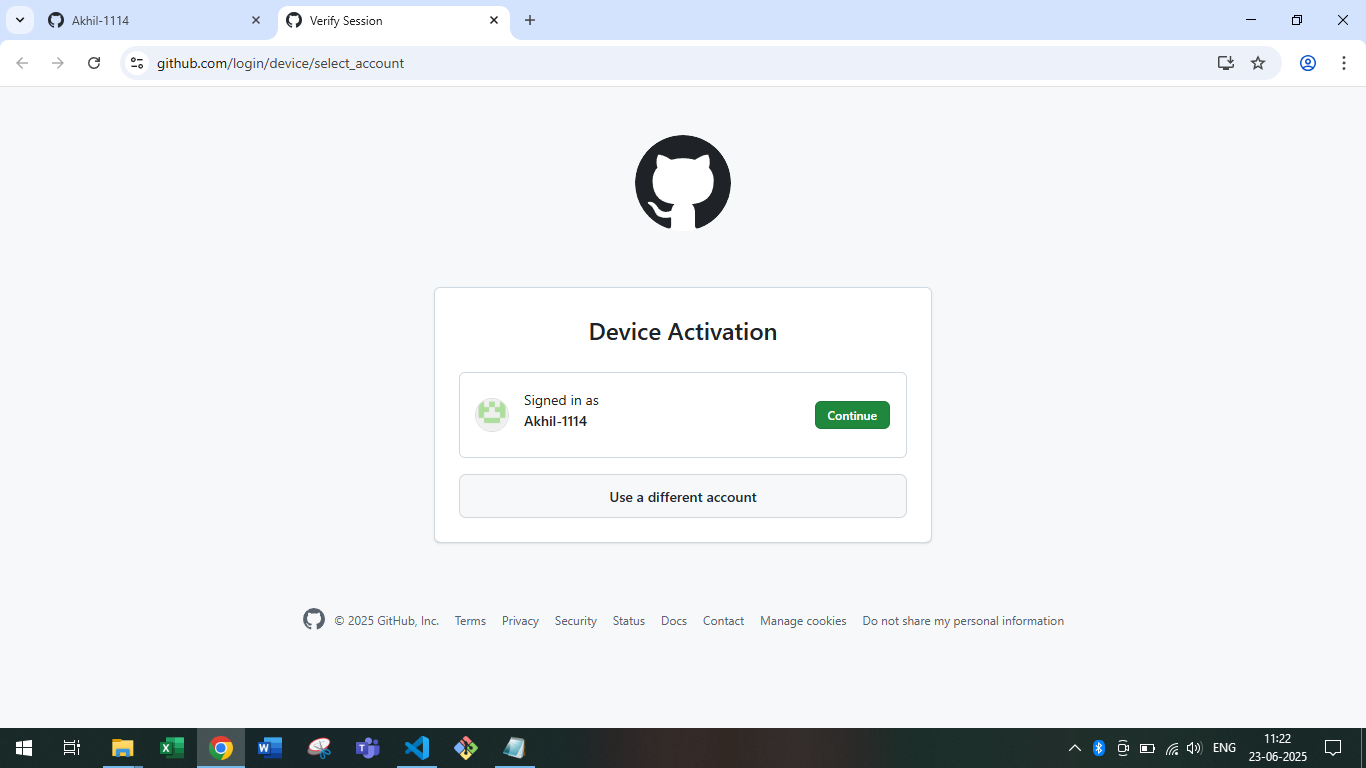 Akhil-1114
Verify Session
github.com/login/device/select_account
Device Activation
Signed in as
Akhil-1114
Continue
Use a different account
© 2025 GitHub, Inc. Terms Privacy Security Status Docs Contact Manage cookies Do not share my personal information
ENG
11:22
23-06-2025